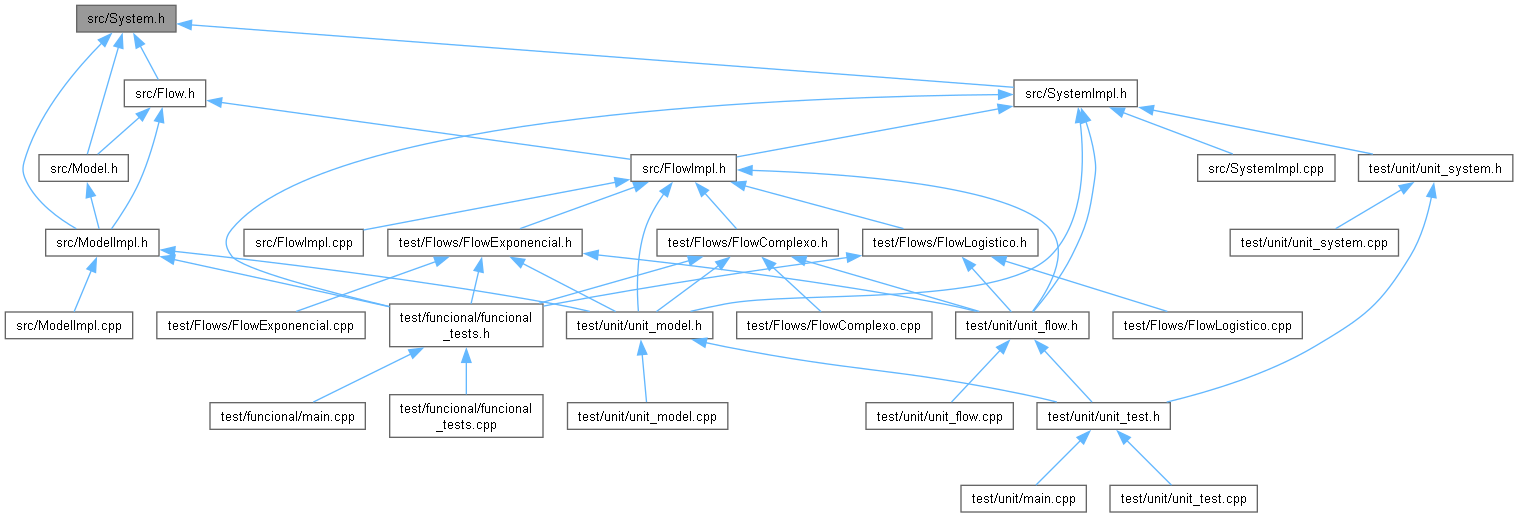 src/System.h
src/Flow.h
src/SystemImpl.h
src/Model.h
src/FlowImpl.h
src/SystemImpl.cpp
test/unit/unit_system.h
src/ModelImpl.h
src/FlowImpl.cpp
test/Flows/FlowExponencial.h
test/Flows/FlowComplexo.h
test/Flows/FlowLogistico.h
test/unit/unit_system.cpp
src/ModelImpl.cpp
test/Flows/FlowExponencial.cpp
test/funcional/funcional
_tests.h
test/unit/unit_model.h
test/Flows/FlowComplexo.cpp
test/unit/unit_flow.h
test/Flows/FlowLogistico.cpp
test/funcional/main.cpp
test/funcional/funcional
_tests.cpp
test/unit/unit_model.cpp
test/unit/unit_flow.cpp
test/unit/unit_test.h
test/unit/main.cpp
test/unit/unit_test.cpp